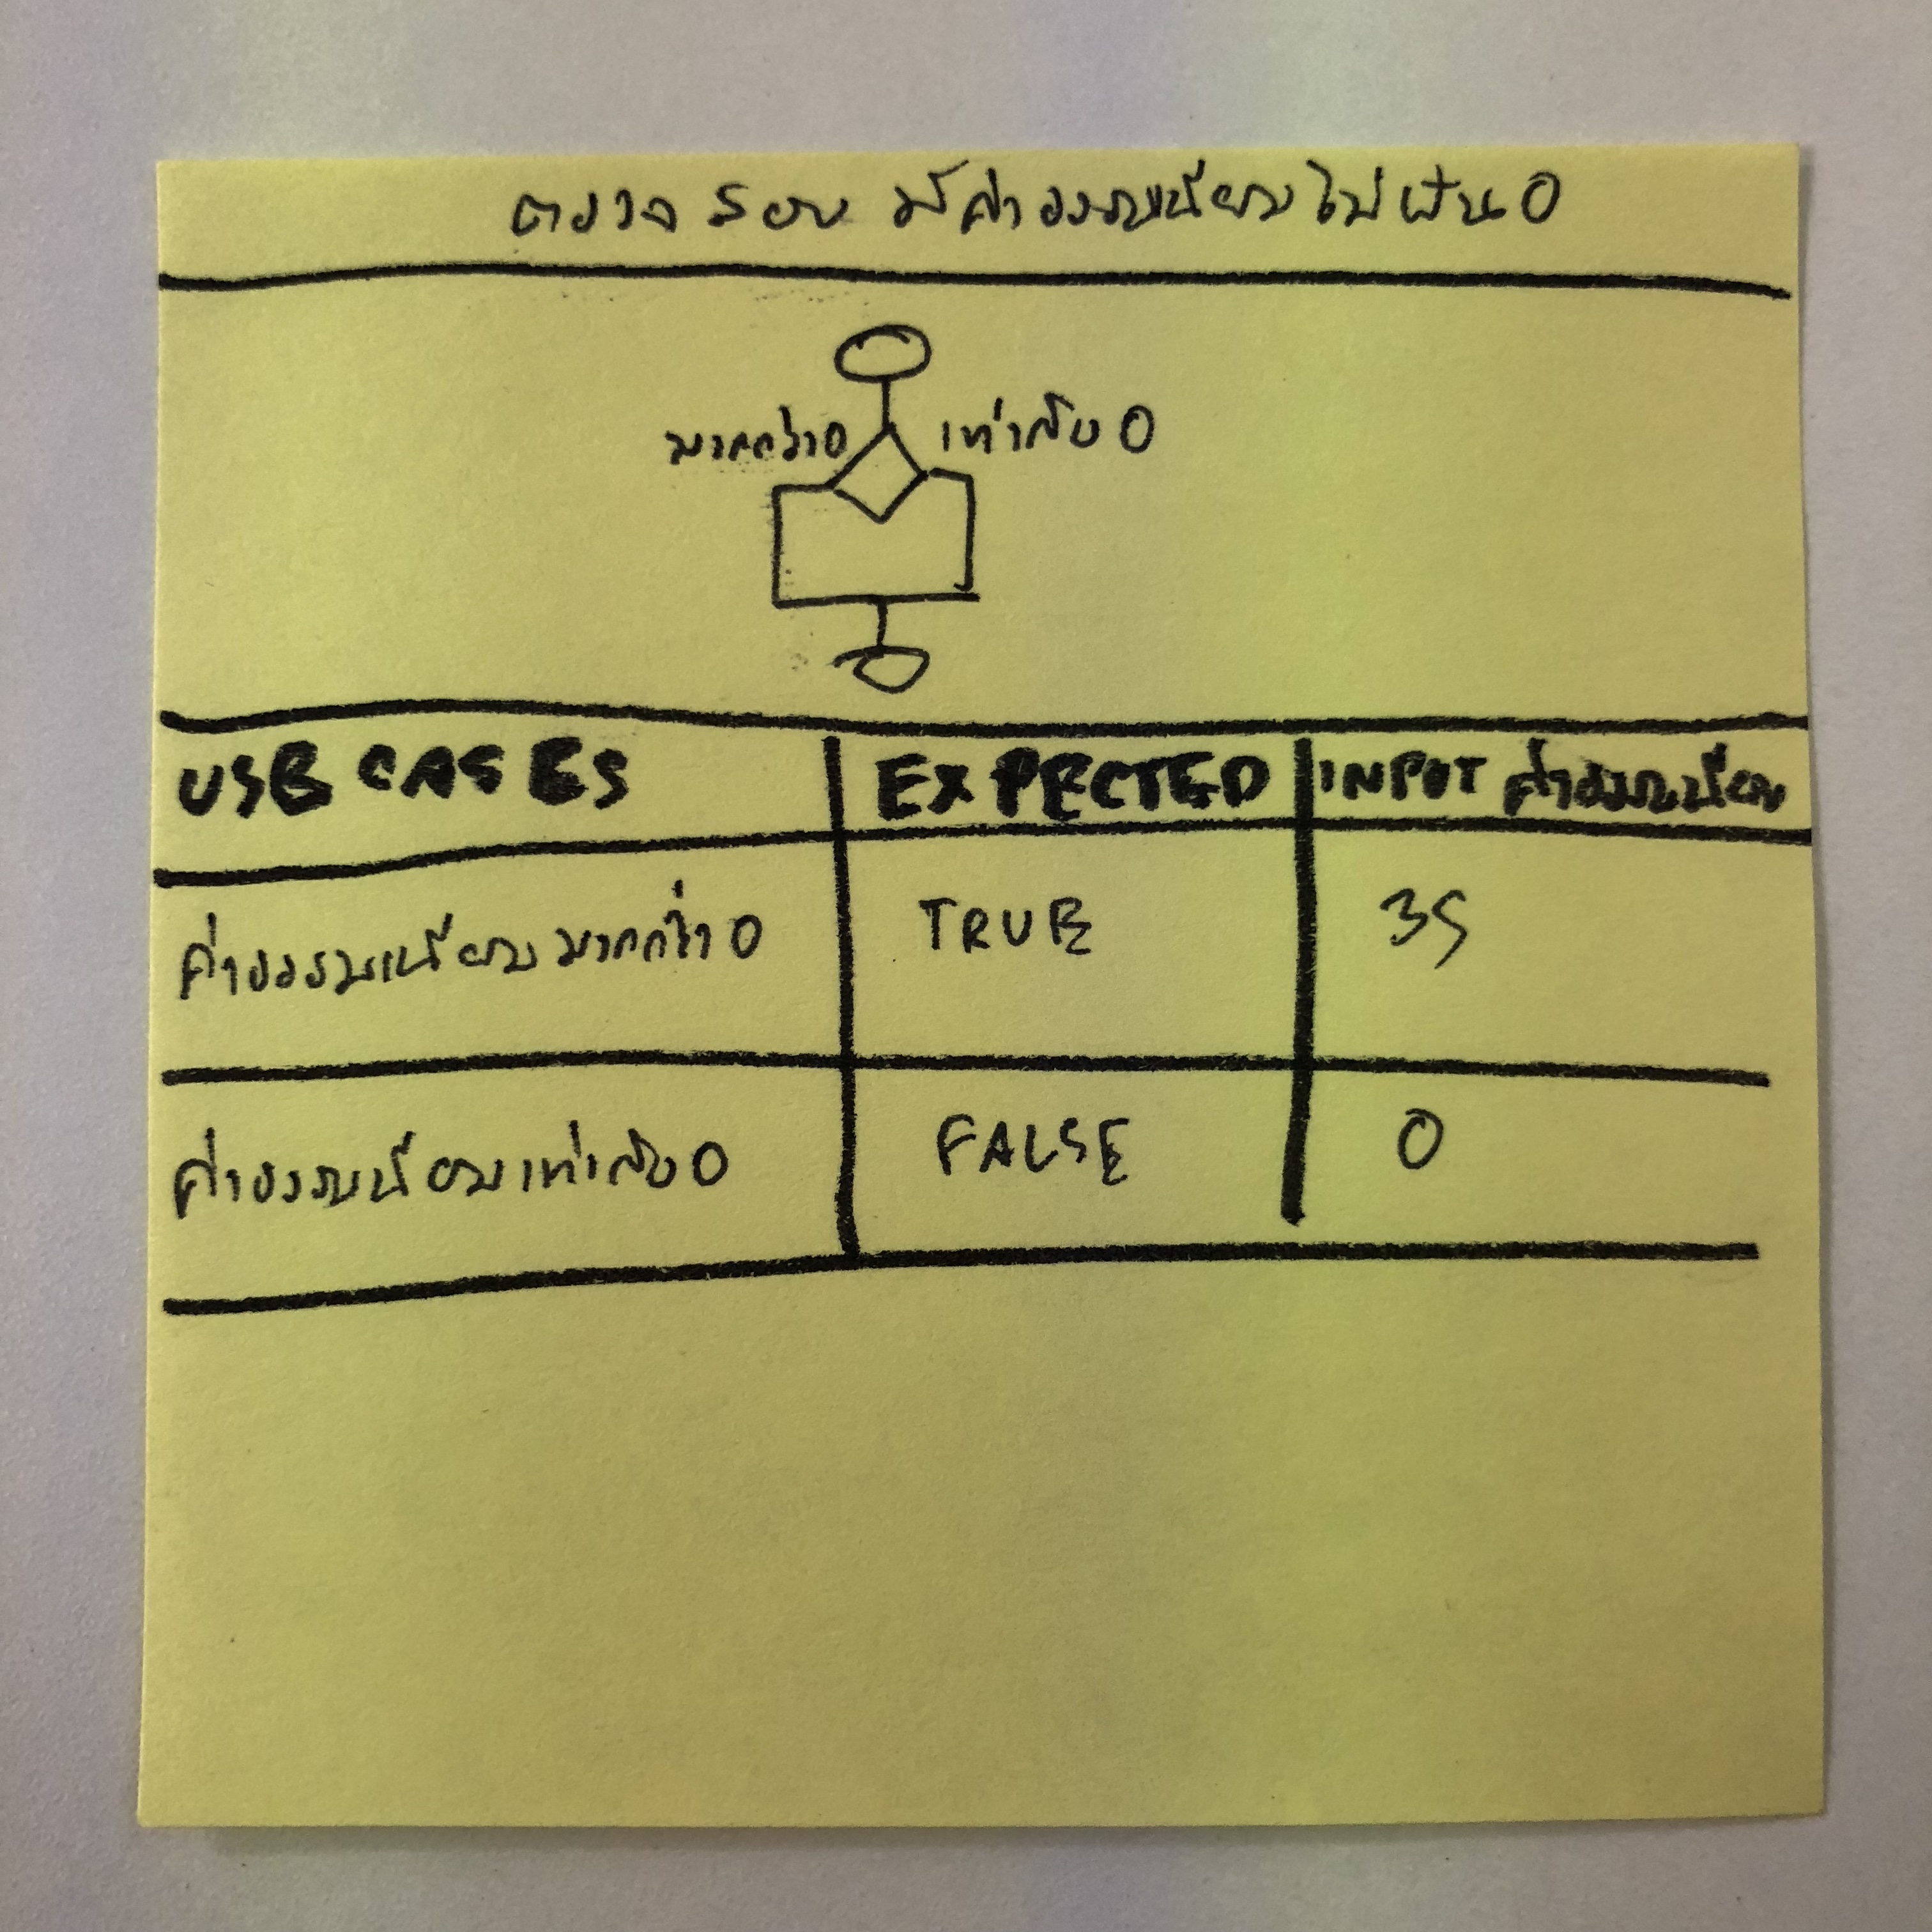 ตรวจสอบ มีค่าธรรมเนียมไม่เป็น 0
มากกว่า 0 เท่ากับ 0
USE CASES EXPECTED INPUT ค่าธรรมเนียม
ค่าธรรมเนียมมากกว่า 0 TRUE 35
ค่าธรรมเนียมเท่ากับ 0 FALSE 0